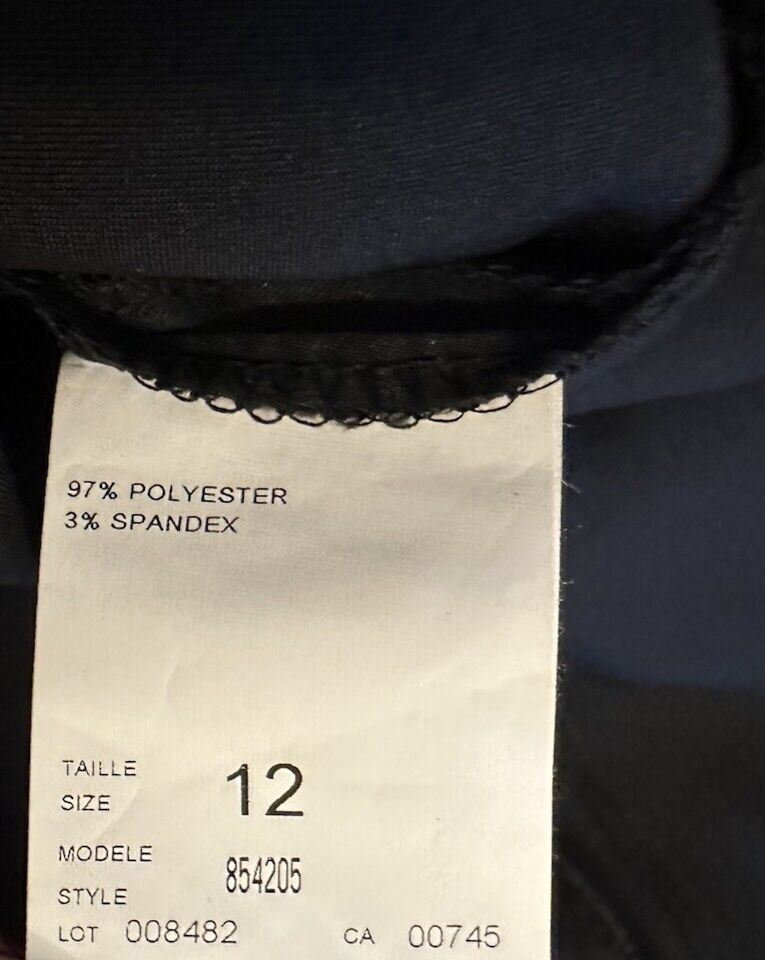 97% POLYESTER
3% SPANDEX
TAILLE
SIZE 12
MODELE
STYLE 854205
LOT 008482 CA 00745